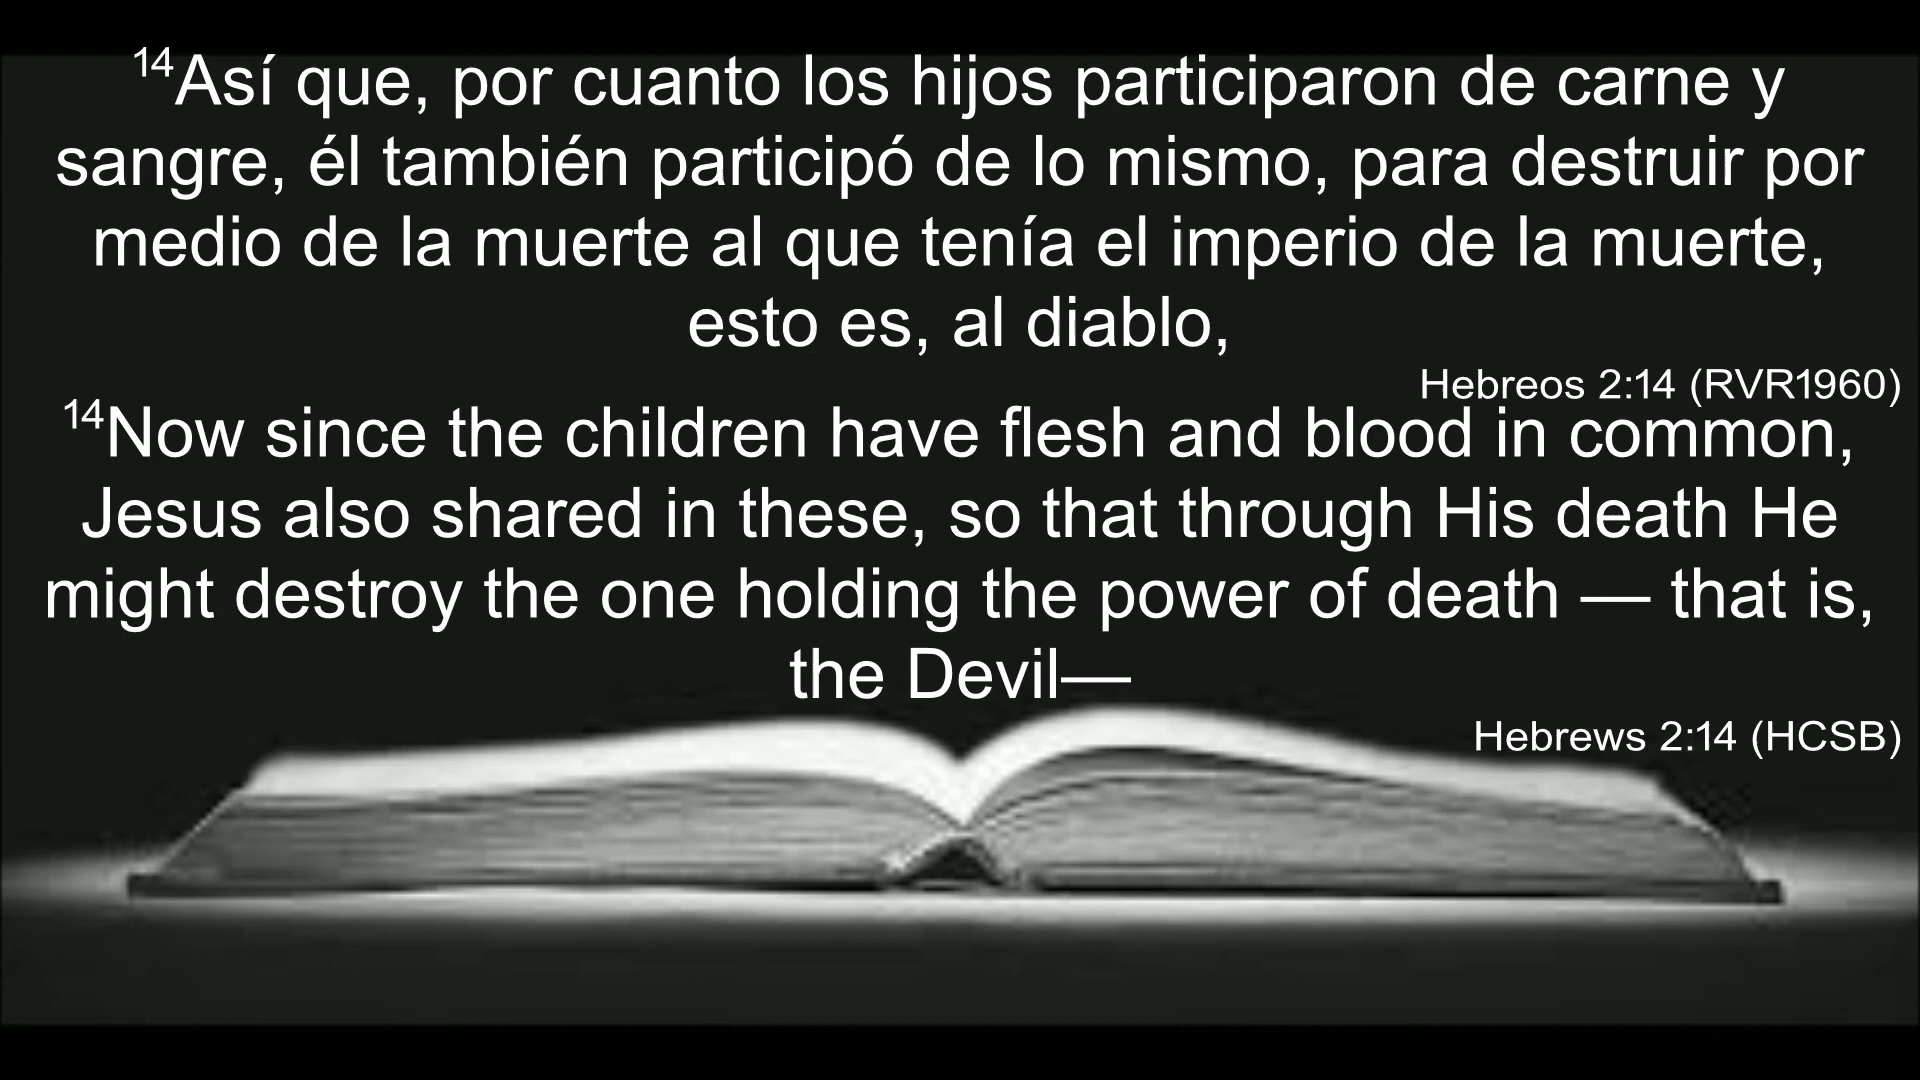 14Así que, por cuanto los hijos participaron de carne y
sangre, él también participó de lo mismo, para destruir por
medio de la muerte al que tenía el imperio de la muerte,
esto es, al diablo,
Hebreos 2:14 (RVR1960)
14Now since the children have flesh and blood in common,
Jesus also shared in these, so that through His death He
might destroy the one holding the power of death — that is,
the Devil—
Hebrews 2:14 (HCSB)